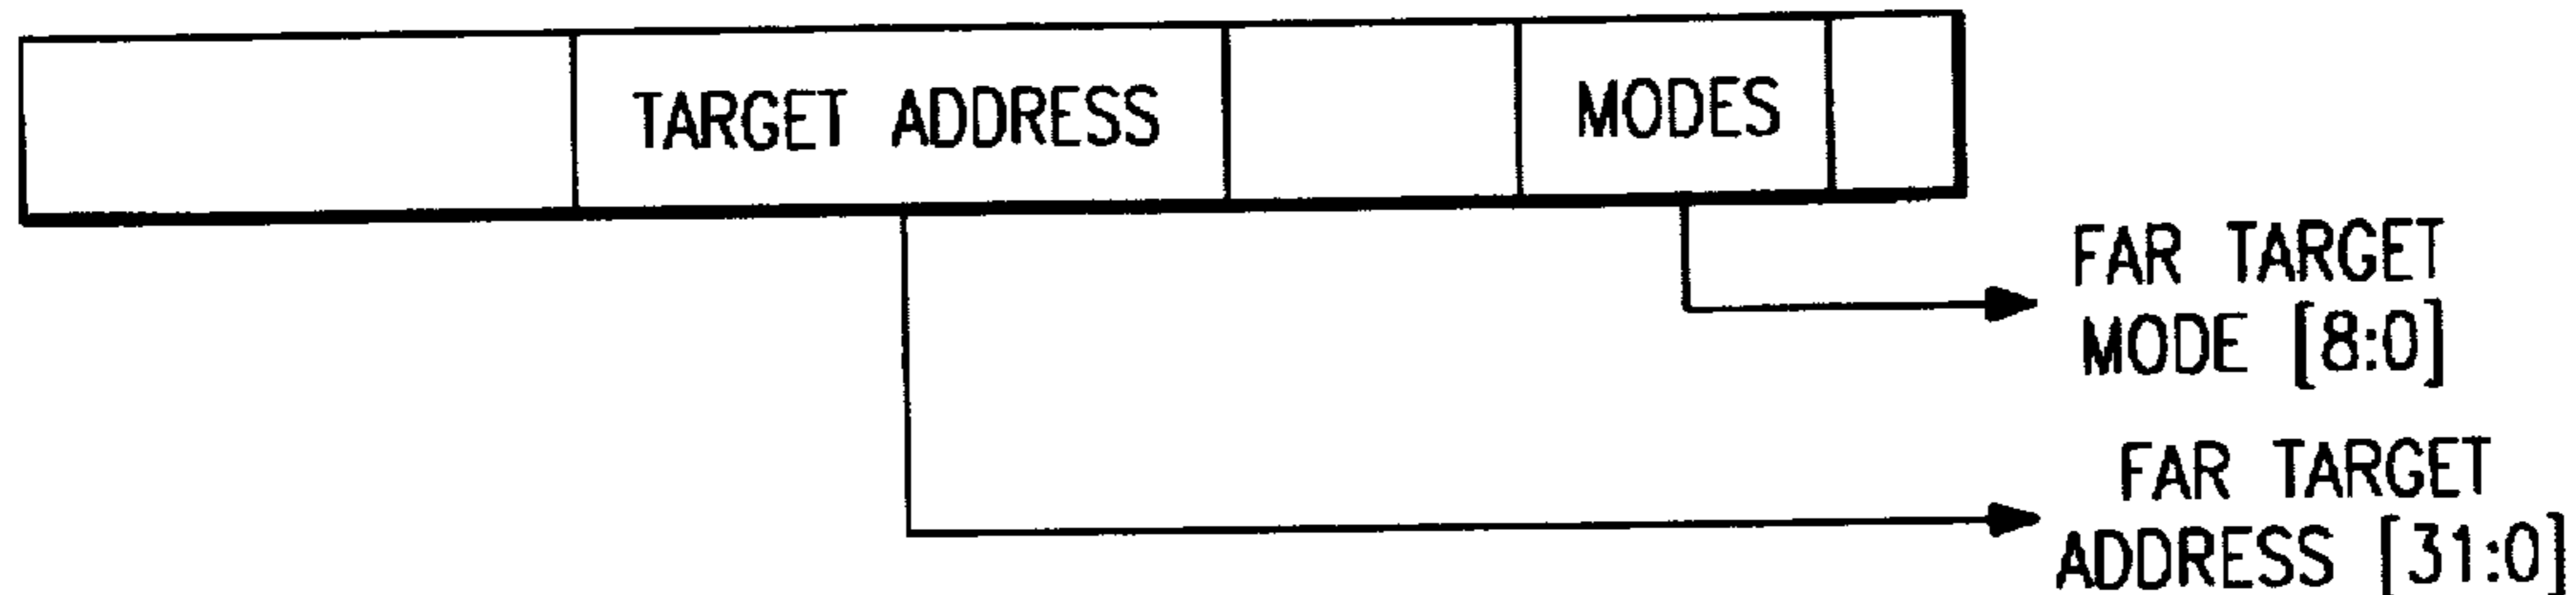 TARGET ADDRESS
MODES
FAR TARGET
MODE [8:0]
FAR TARGET
ADDRESS [31:0]